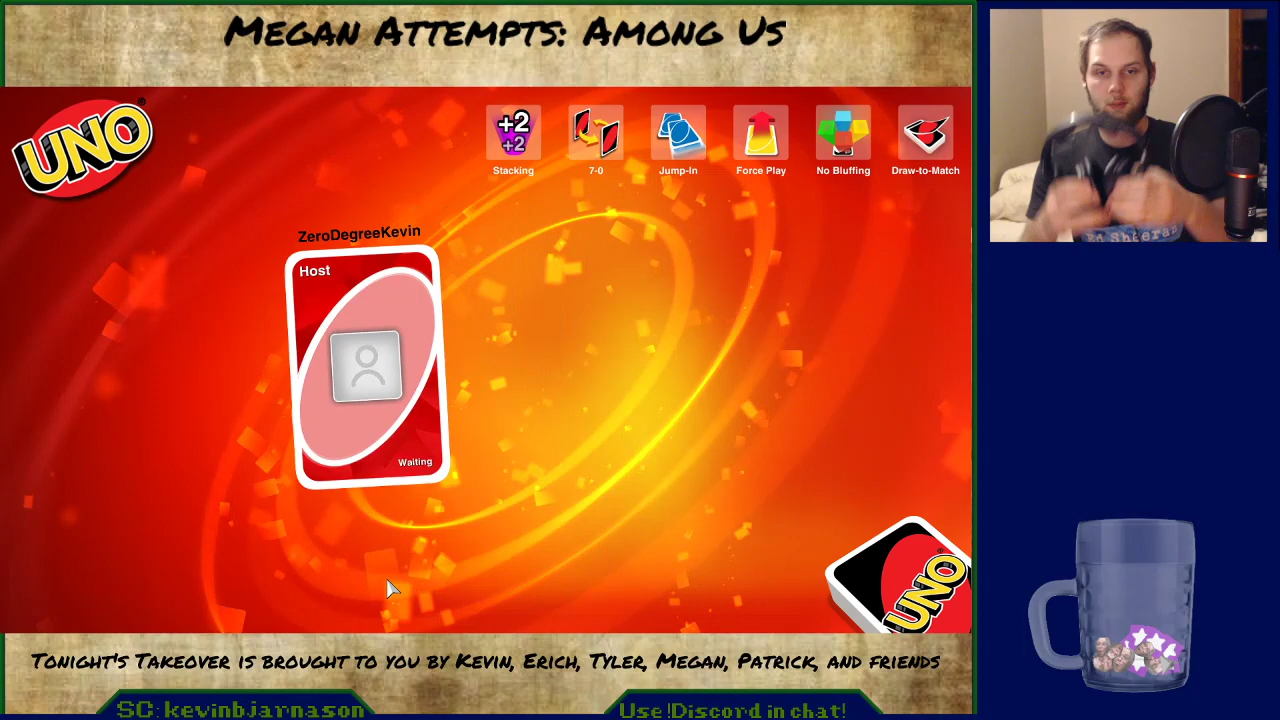 Megan Attempts: Among Us
UNO
+2
+2
Stacking
7-0
Jump-In
Force Play
No Bluffing
Draw-to-Match
ZeroDegreeKevin
Host
Waiting
UNO
Ed Sheeran
Tonight's Takeover is brought to you by Kevin, Erich, Tyler, Megan, Patrick, and friends
SC: kevinbjarnason
Use !Discord in chat!